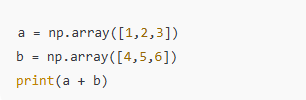 a = np.array([1,2,3])
b = np.array([4,5,6])
print(a + b)